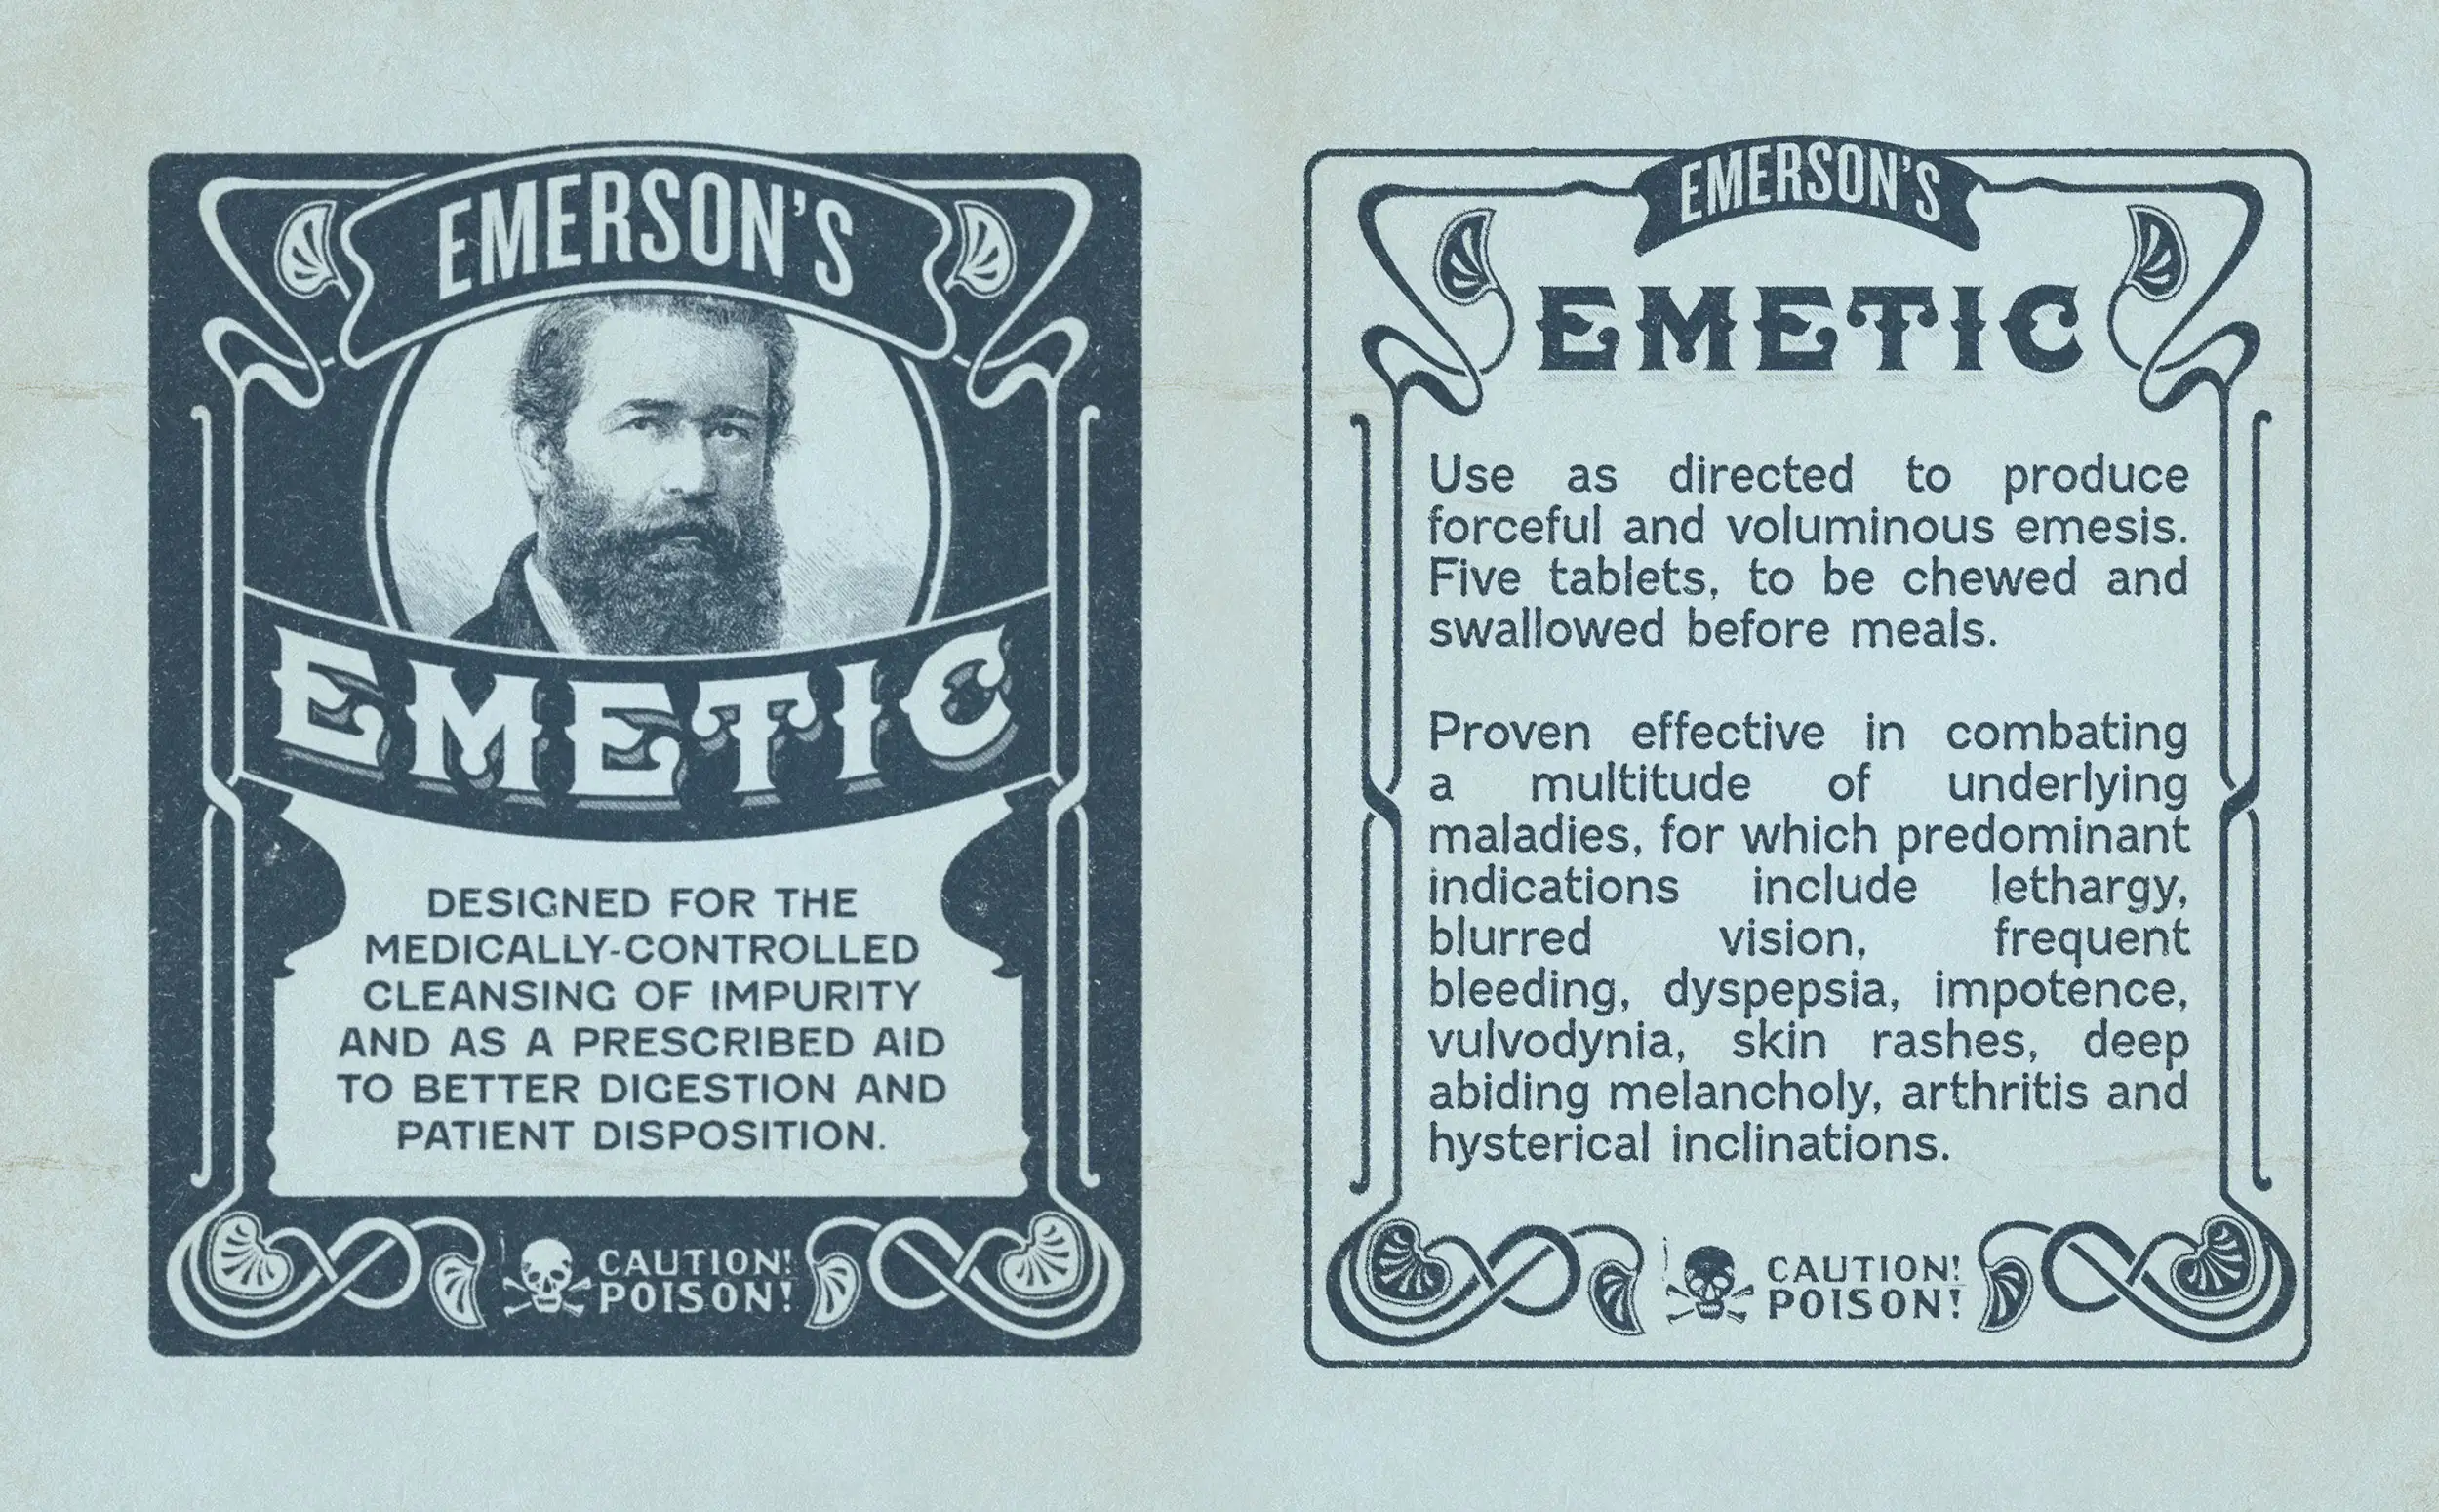 EMERSON'S
EMETIC
DESIGNED FOR THE
MEDICALLY-CONTROLLED
CLEANSING OF IMPURITY
AND AS A PRESCRIBED AID
TO BETTER DIGESTION AND
PATIENT DISPOSITION.
CAUTION!
POISON!
EMERSON'S
EMETIC
Use as directed to produce
forceful and voluminous emesis.
Five tablets, to be chewed and
swallowed before meals.
Proven effective in combating
a multitude of underlying
maladies, for which predominant
indications include lethargy,
blurred vision, frequent
bleeding, dyspepsia, impotence,
vulvodynia, skin rashes, deep
abiding melancholy, arthritis and
hysterical inclinations.
CAUTION!
POISON!